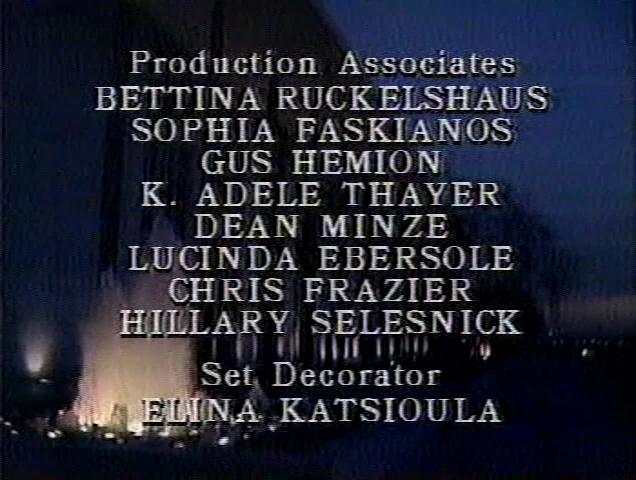 Production Associates
BETTINA RUCKELSHAUS
SOPHIA FASKIANOS
GUS HEMION
K. ADELE THAYER
DEAN MINZE
LUCINDA EBERSOLE
CHRIS FRAZIER
HILLARY SELESNICK
Set Decorator
ELINA KATSIOULA